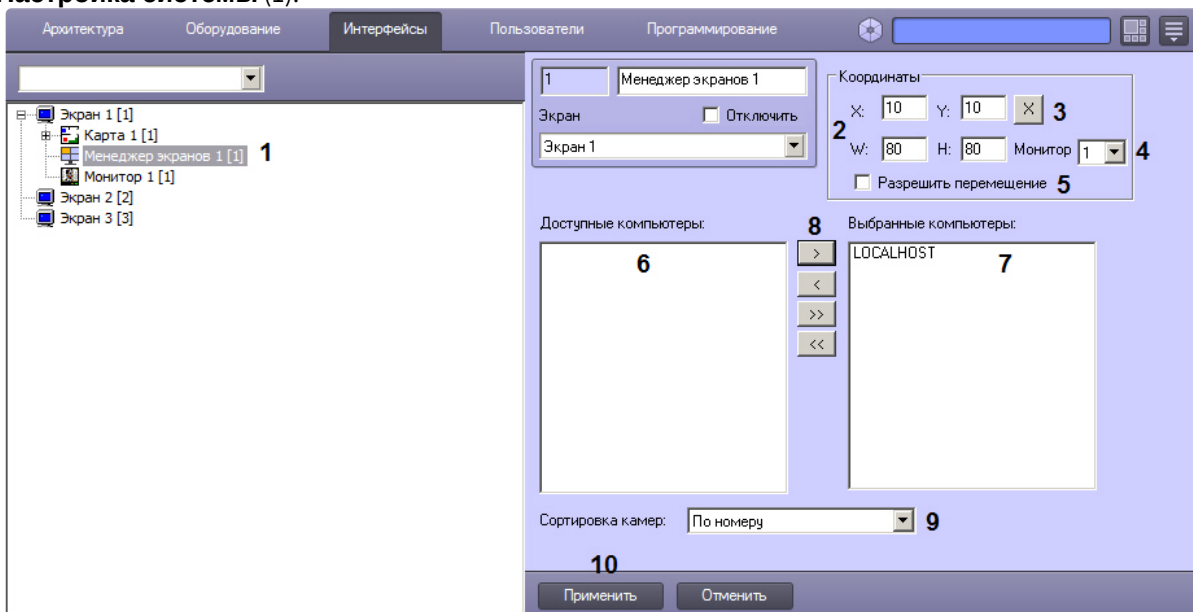 Настройка системы (1).
Архитектура Оборудование Интерфейсы Пользователи Программирование
1 Менеджер экранов 1
Экран Отключить
Экран 1
Координаты
X: 10 Y: 10 X 3
2
W: 80 H: 80 Монитор 1 4
Разрешить перемещение 5
Экран 1 [1]
Карта 1 [1]
Менеджер экранов 1 [1] 1
Монитор 1 [1]
Экран 2 [2]
Экран 3 [3]
Доступные компьютеры: 8 Выбранные компьютеры:
6
LOCALHOST
7
>
<
>>
<<
Сортировка камер: По номеру 9
10
Применить Отменить